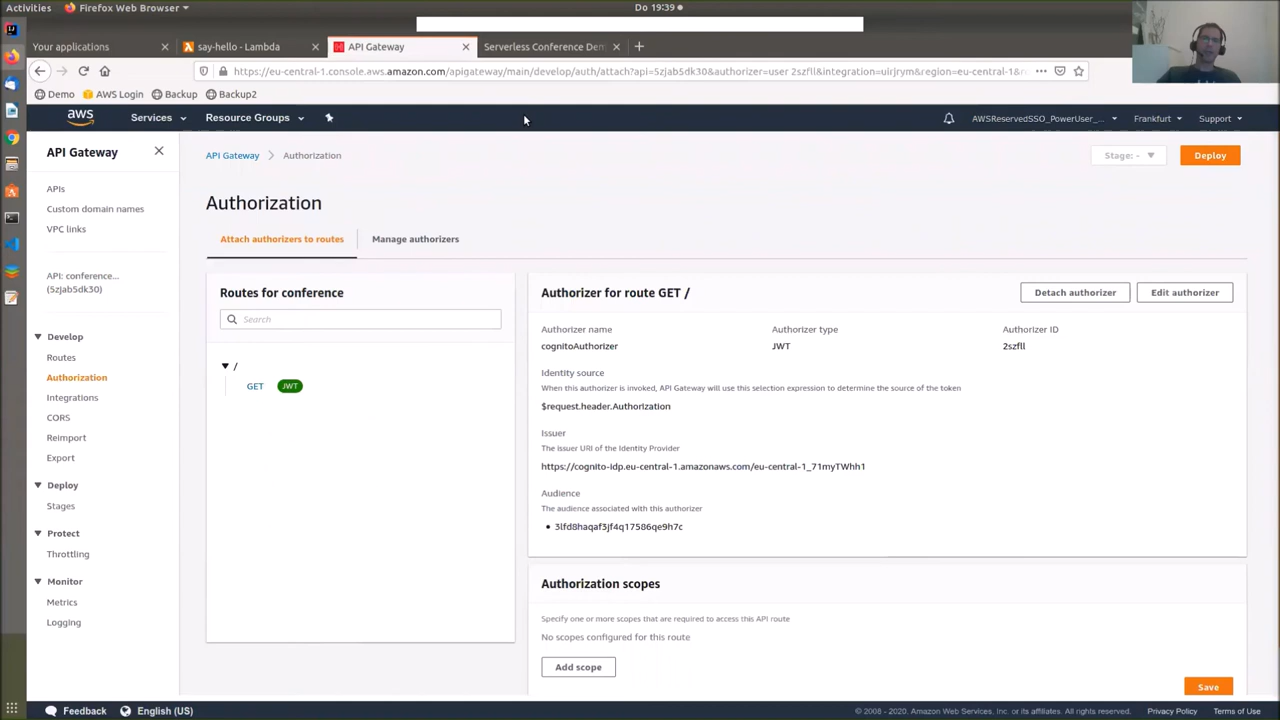 Activities
Firefox Web Browser
Do 19:39
Your applications
say-hello - Lambda
API Gateway
Serverless Conference Dem
https://eu-central-1.console.aws.amazon.com/apigateway/main/develop/auth/attach?api=5zjab5dk30&authorizer=user 2szfll&integration=uirjrym&region=eu-central-1&r
Demo
AWS Login
Backup
Backup2
aws
Services
Resource Groups
AWSReservedSSO_PowerUser_...
Frankfurt
Support
API Gateway
APIs
Custom domain names
VPC links
API: conference...
(5zjab5dk30)
Develop
Routes
Authorization
Integrations
CORS
Reimport
Export
Deploy
Stages
Protect
Throttling
Monitor
Metrics
Logging
API Gateway
Authorization
Stage: -
Deploy
Authorization
Attach authorizers to routes
Manage authorizers
Routes for conference
Search
/
GET
JWT
Authorizer for route GET /
Detach authorizer
Edit authorizer
Authorizer name
Authorizer type
Authorizer ID
cognitoAuthorizer
JWT
2szfll
Identity source
When this authorizer is invoked, API Gateway will use this selection expression to determine the source of the token
$request.header.Authorization
Issuer
The issuer URI of the Identity Provider
https://cognito-idp.eu-central-1.amazonaws.com/eu-central-1_71myTWhh1
Audience
The audience associated with this authorizer
• 3lfd8haqaf3jf4q17586qe9h7c
Authorization scopes
Specify one or more scopes that are required to access this API route
No scopes configured for this route
Add scope
Save
Feedback
English (US)
© 2008 - 2020, Amazon Web Services, Inc. or its affiliates. All rights reserved.
Privacy Policy
Terms of Use